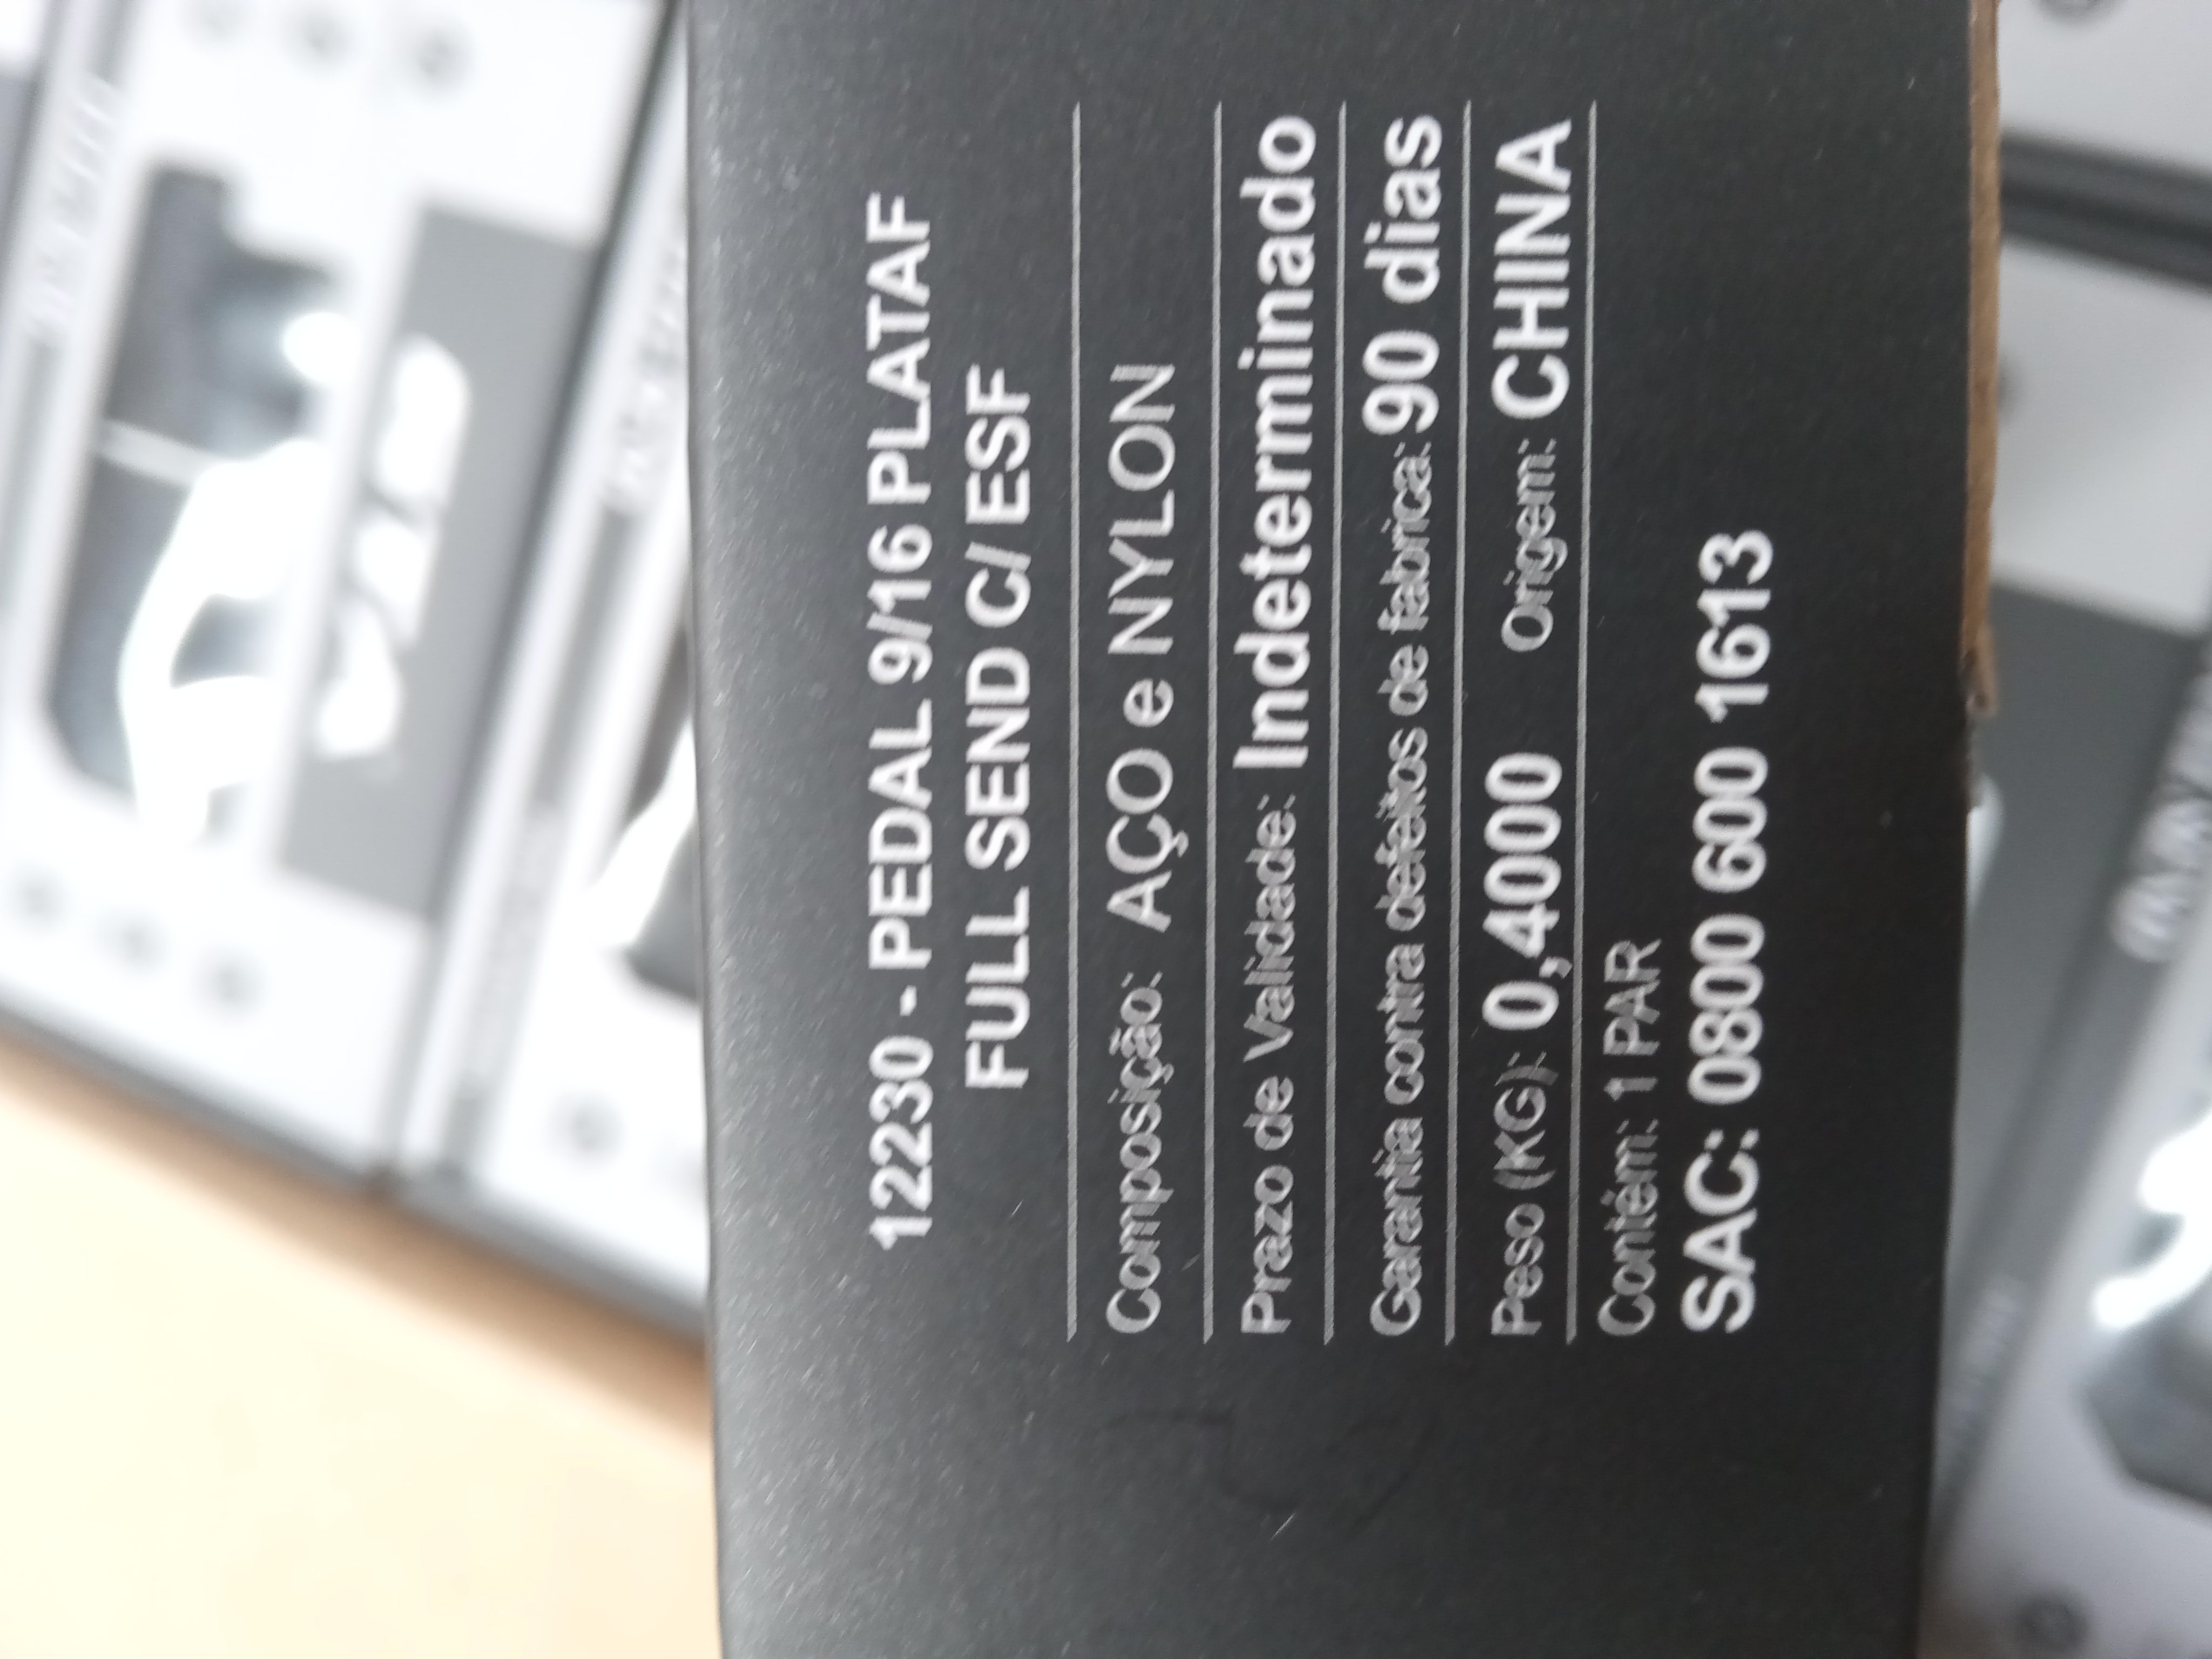 12230 - PEDAL 9/16 PLATAF
FULL SEND C/ ESF
Composição: AÇO e NYLON
Prazo de Validade: Indeterminado
Garantia contra defeitos de fabrica: 90 dias
Peso (KG): 0,4000 Origem: CHINA
Contém: 1 PAR
SAC: 0800 600 1613